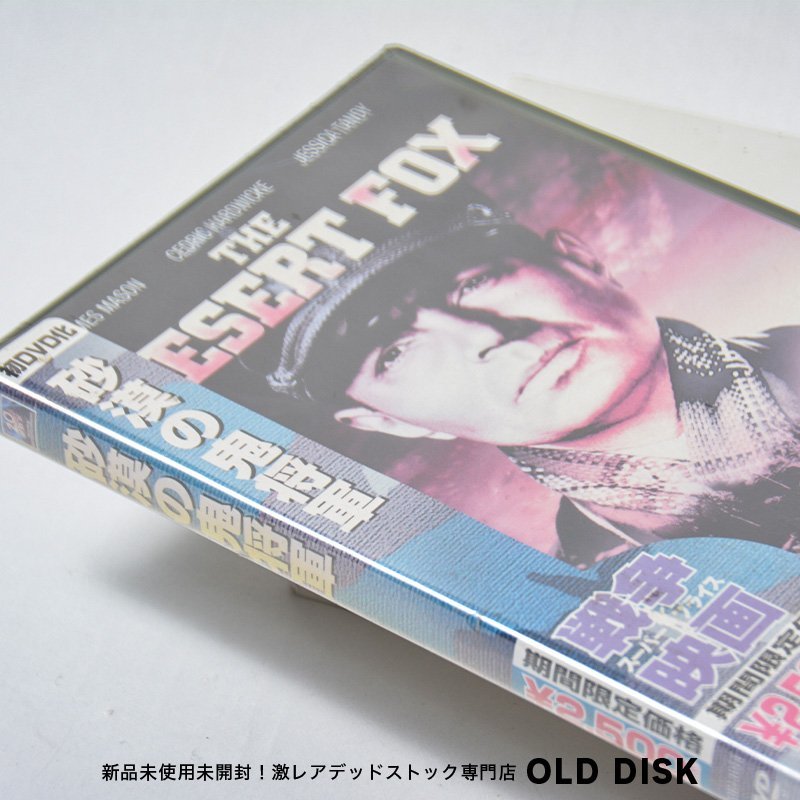 JAMES MASON
CEDRIC HARDWICKE
JESSICA TANDY
THE
DESERT FOX
初DVD化
砂漠の鬼将軍
砂漠の鬼将軍
戦争
スーパープライス
映画
期間限定価格
期間限定
新品未使用未開封！激レアデッドストック専門店 OLD DISK